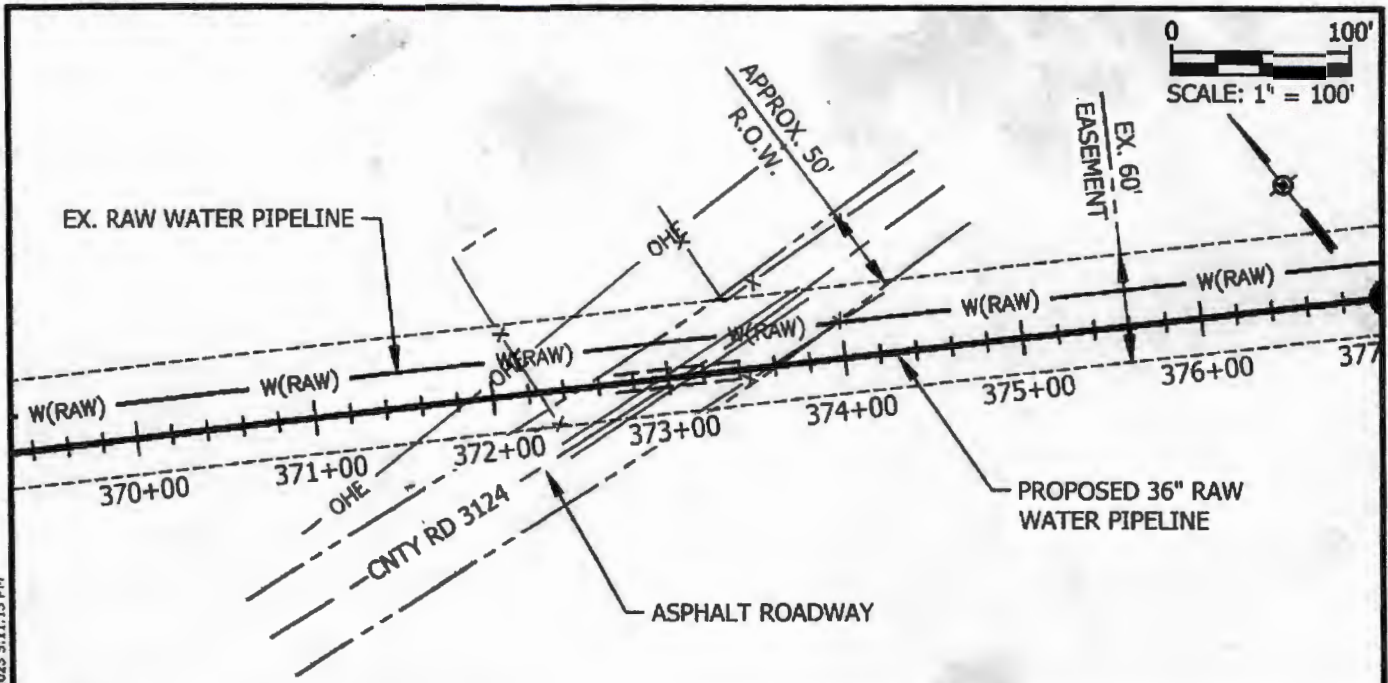 0 100'
SCALE: 1" = 100'
APPROX. 50'
R.O.W.
EX. 60'
EASEMENT
EX. RAW WATER PIPELINE
OHE
W(RAW)
W(RAW)
W(RAW)
W(RAW)
W(RAW)
W(RAW)
OHE
370+00
371+00
372+00
373+00
374+00
375+00
376+00
377
OHE
CNTY RD 3124
PROPOSED 36" RAW
WATER PIPELINE
ASPHALT ROADWAY